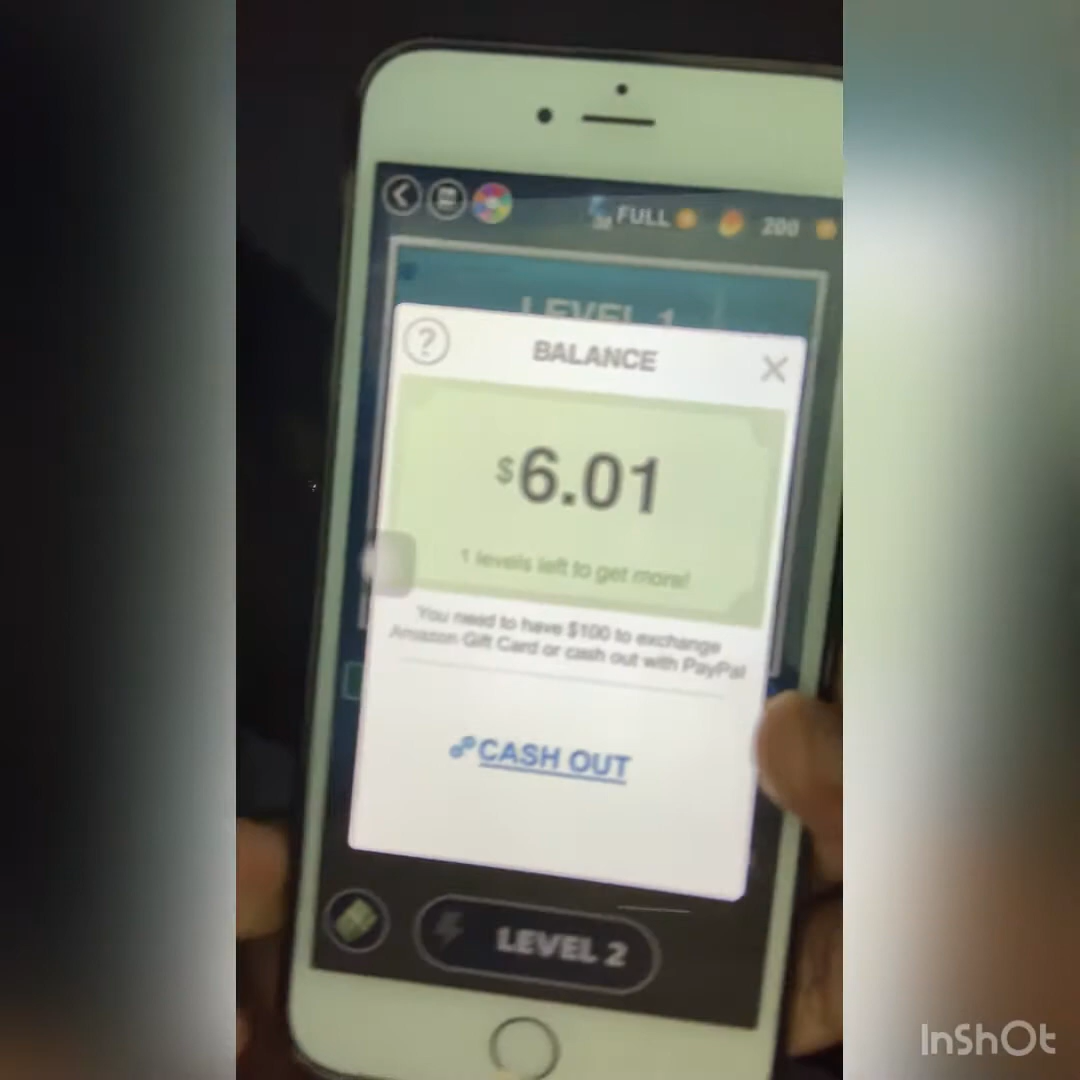 FULL
200
LEVEL 1
?
BALANCE
$6.01
1 levels left to get more!
You need to have $100 to exchange
Amazon Gift Card or cash out with PayPal
CASH OUT
LEVEL 2
InShOt